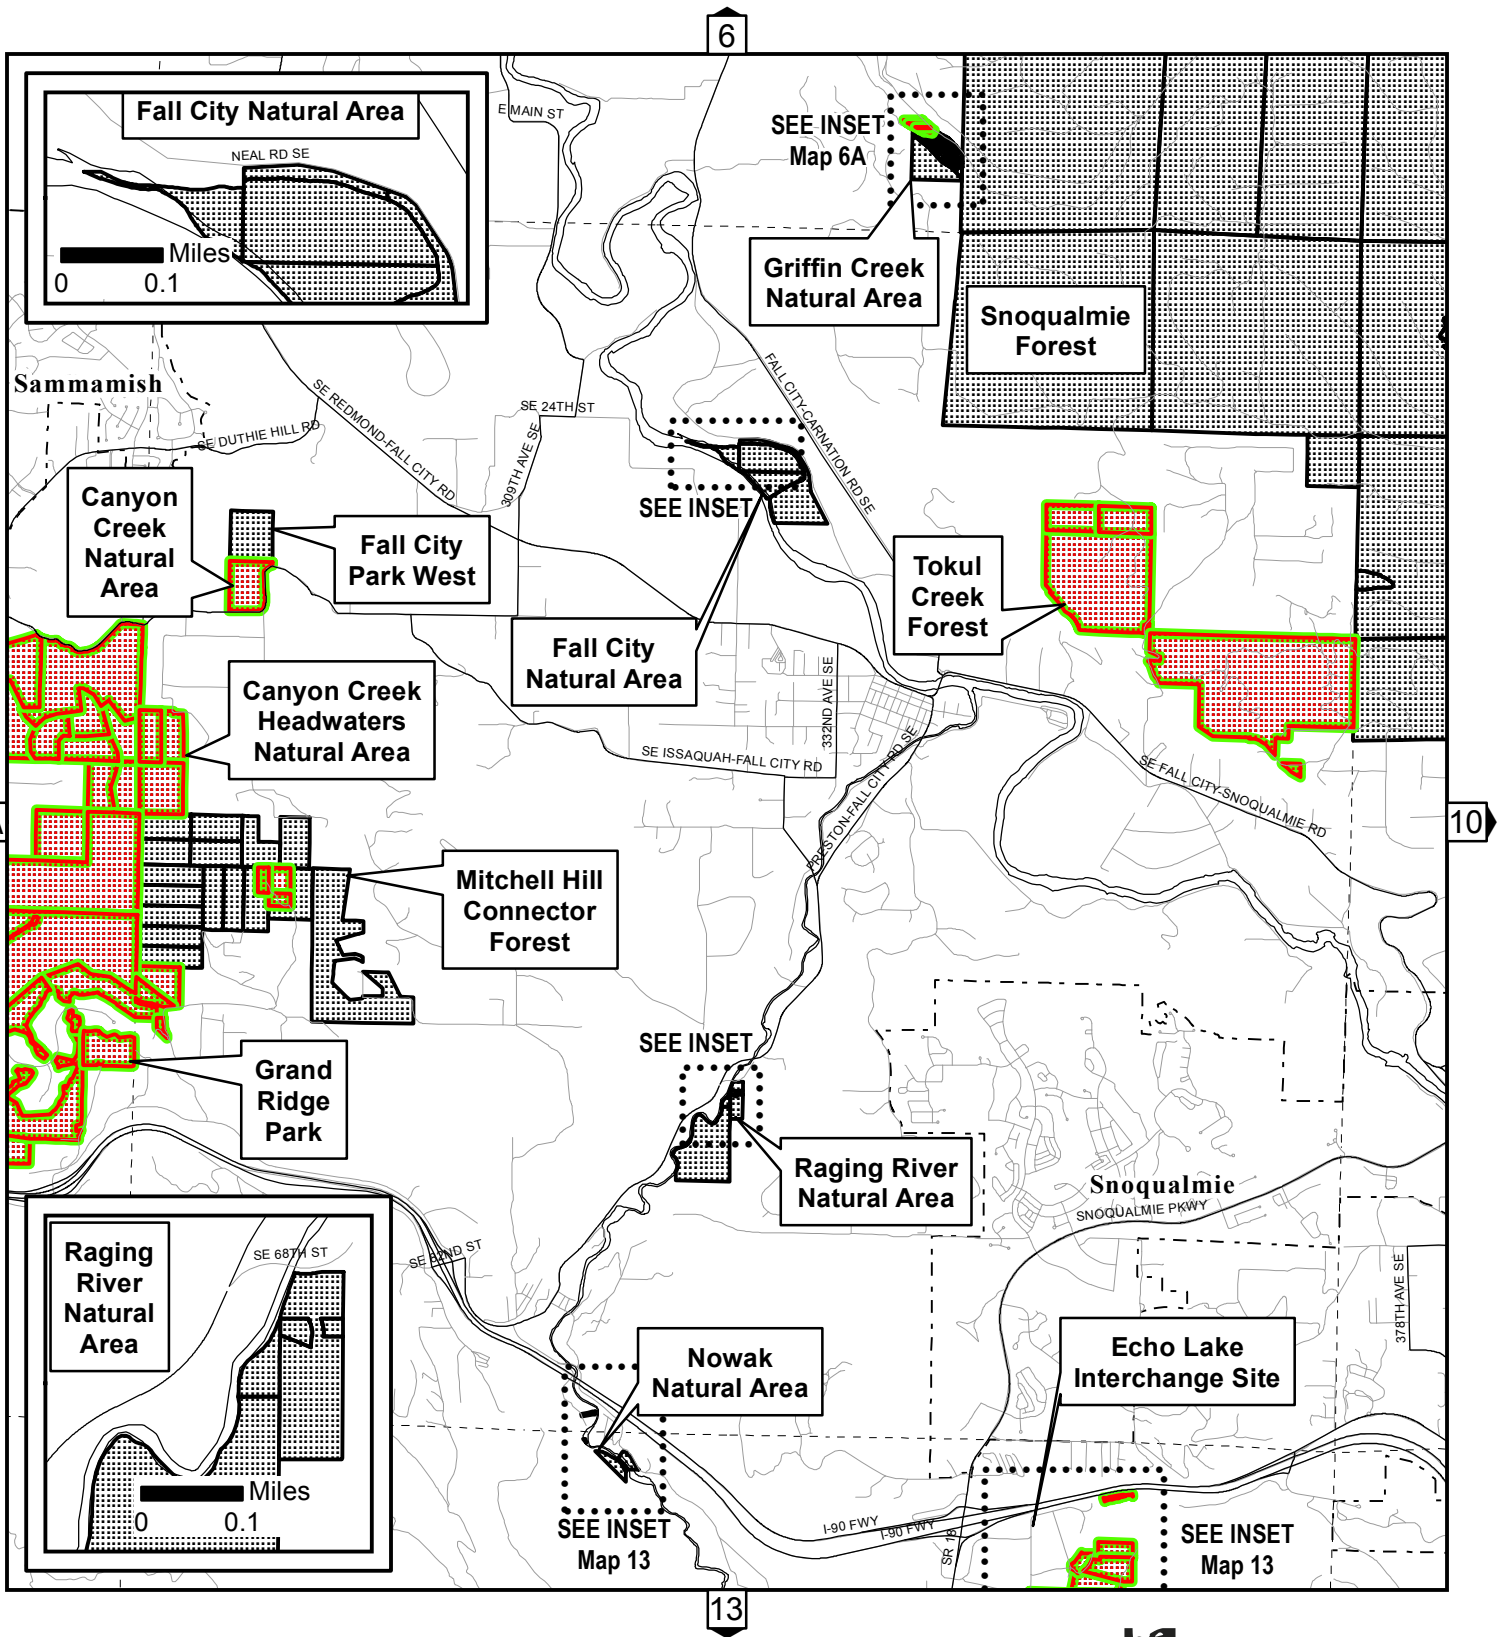 6
Fall City Natural Area
NEAL RD SE
Miles
0 0.1
E MAIN ST
SEE INSET
Map 6A
Griffin Creek
Natural Area
Snoqualmie
Forest
Sammamish
SE DUTHIE HILL RD
SE REDMOND-FALL CITY RD
SE 24TH ST
309TH AVE SE
FALL CITY-CARNATION RD SE
SEE INSET
Canyon
Creek
Natural
Area
Fall City
Park West
Fall City
Natural Area
Tokul
Creek
Forest
Canyon Creek
Headwaters
Natural Area
332ND AVE SE
SE ISSAQUAH-FALL CITY RD
PRESTON-FALL CITY RD SE
SE FALL CITY-SNOQUALMIE RD
10
Mitchell Hill
Connector
Forest
SEE INSET
Grand
Ridge
Park
Raging River
Natural Area
Snoqualmie
SNOQUALMIE PKWY
Raging
River
Natural
Area
SE 68TH ST
Miles
0 0.1
SE 82ND ST
378TH AVE SE
Nowak
Natural Area
Echo Lake
Interchange Site
I-90 FWY
I-90 FWY
SR 18
SEE INSET
Map 13
SEE INSET
Map 13
13